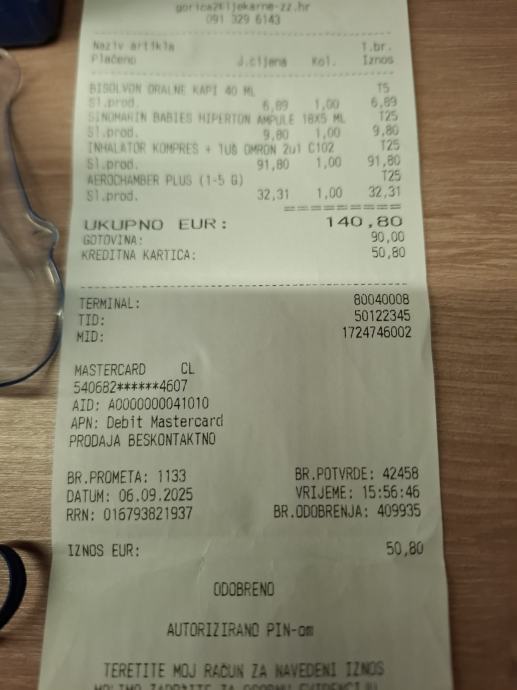 gorica2@ljekarne-zz.hr
091 329 6143
Naziv artikla T.br.
Plaćeno J.cijena Kol. Iznos
BISOLVON ORALNE KAPI 40 ML T5
Sl.prod. 6,89 1,00 6,89
SINOMARIN BABIES HIPERTON AMPULE 18X5 ML T25
Sl.prod. 9,80 1,00 9,80
INHALATOR KOMPRES + TUŠ OMRON 2u1 C102 T25
Sl.prod. 91,80 1,00 91,80
AEROCHAMBER PLUS (1-5 G) T25
Sl.prod. 32,31 1,00 32,31
UKUPNO EUR: 140,80
GOTOVINA: 90,00
KREDITNA KARTICA: 50,80
TERMINAL: 80040008
TID: 50122345
MID: 1724746002
MASTERCARD CL
540682******4607
AID: A0000000041010
APN: Debit Mastercard
PRODAJA BESKONTAKTNO
BR.PROMETA: 1133 BR.POTVRDE: 42458
DATUM: 06.09.2025 VRIJEME: 15:56:46
RRN: 016793821937 BR.ODOBRENJA: 409935
IZNOS EUR: 50,80
ODOBRENO
AUTORIZIRANO PIN-om
TERETITE MOJ RAČUN ZA NAVEDENI IZNOS
MOLIMO ZADRŽITE ZA OSOBNU EVIDENCIJU